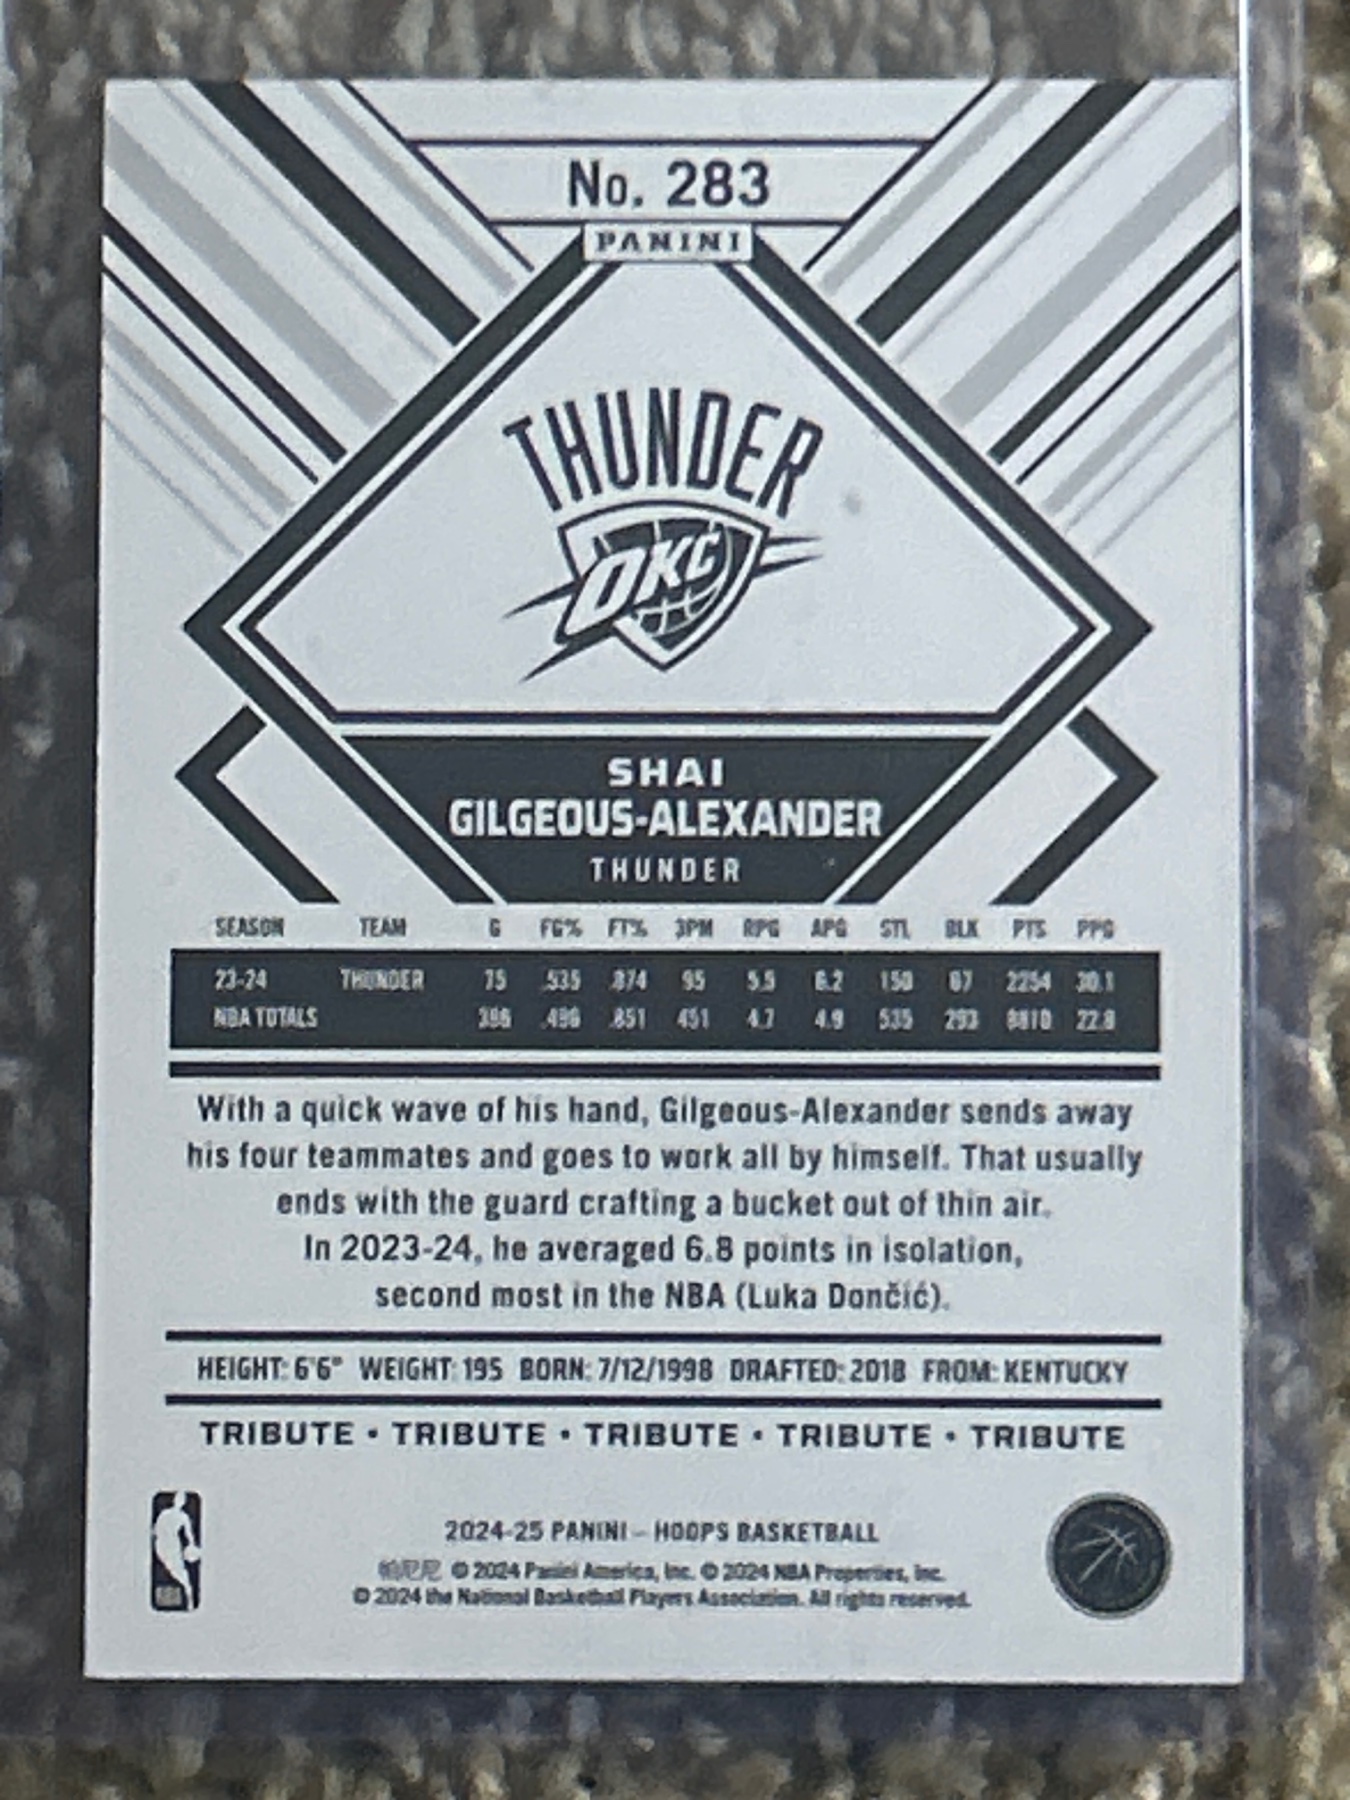 No. 283
PANINI
THUNDER
OKC
SHAI
GILGEOUS-ALEXANDER
THUNDER
SEASON TEAM G FG% FT% 3PM RPG APG STL BLK PTS PPG
23-24 THUNDER 75 .535 .874 95 5.5 6.2 150 67 2254 30.1
NBA TOTALS .851 451 4.7 4.9 535 293 22.8
With a quick wave of his hand, Gilgeous-Alexander sends away
his four teammates and goes to work all by himself. That usually
ends with the guard crafting a bucket out of thin air.
In 2023-24, he averaged 6.8 points in isolation,
second most in the NBA (Luka Dončić).
HEIGHT: 6'6" WEIGHT: 195 BORN: 7/12/1998 DRAFTED: 2018 FROM: KENTUCKY
TRIBUTE • TRIBUTE • TRIBUTE • TRIBUTE • TRIBUTE
2024-25 PANINI – HOOPS BASKETBALL
© 2024 Panini America, Inc. © 2024 NBA Properties, Inc.
© 2024 the National Basketball Players Association. All rights reserved.
NBA